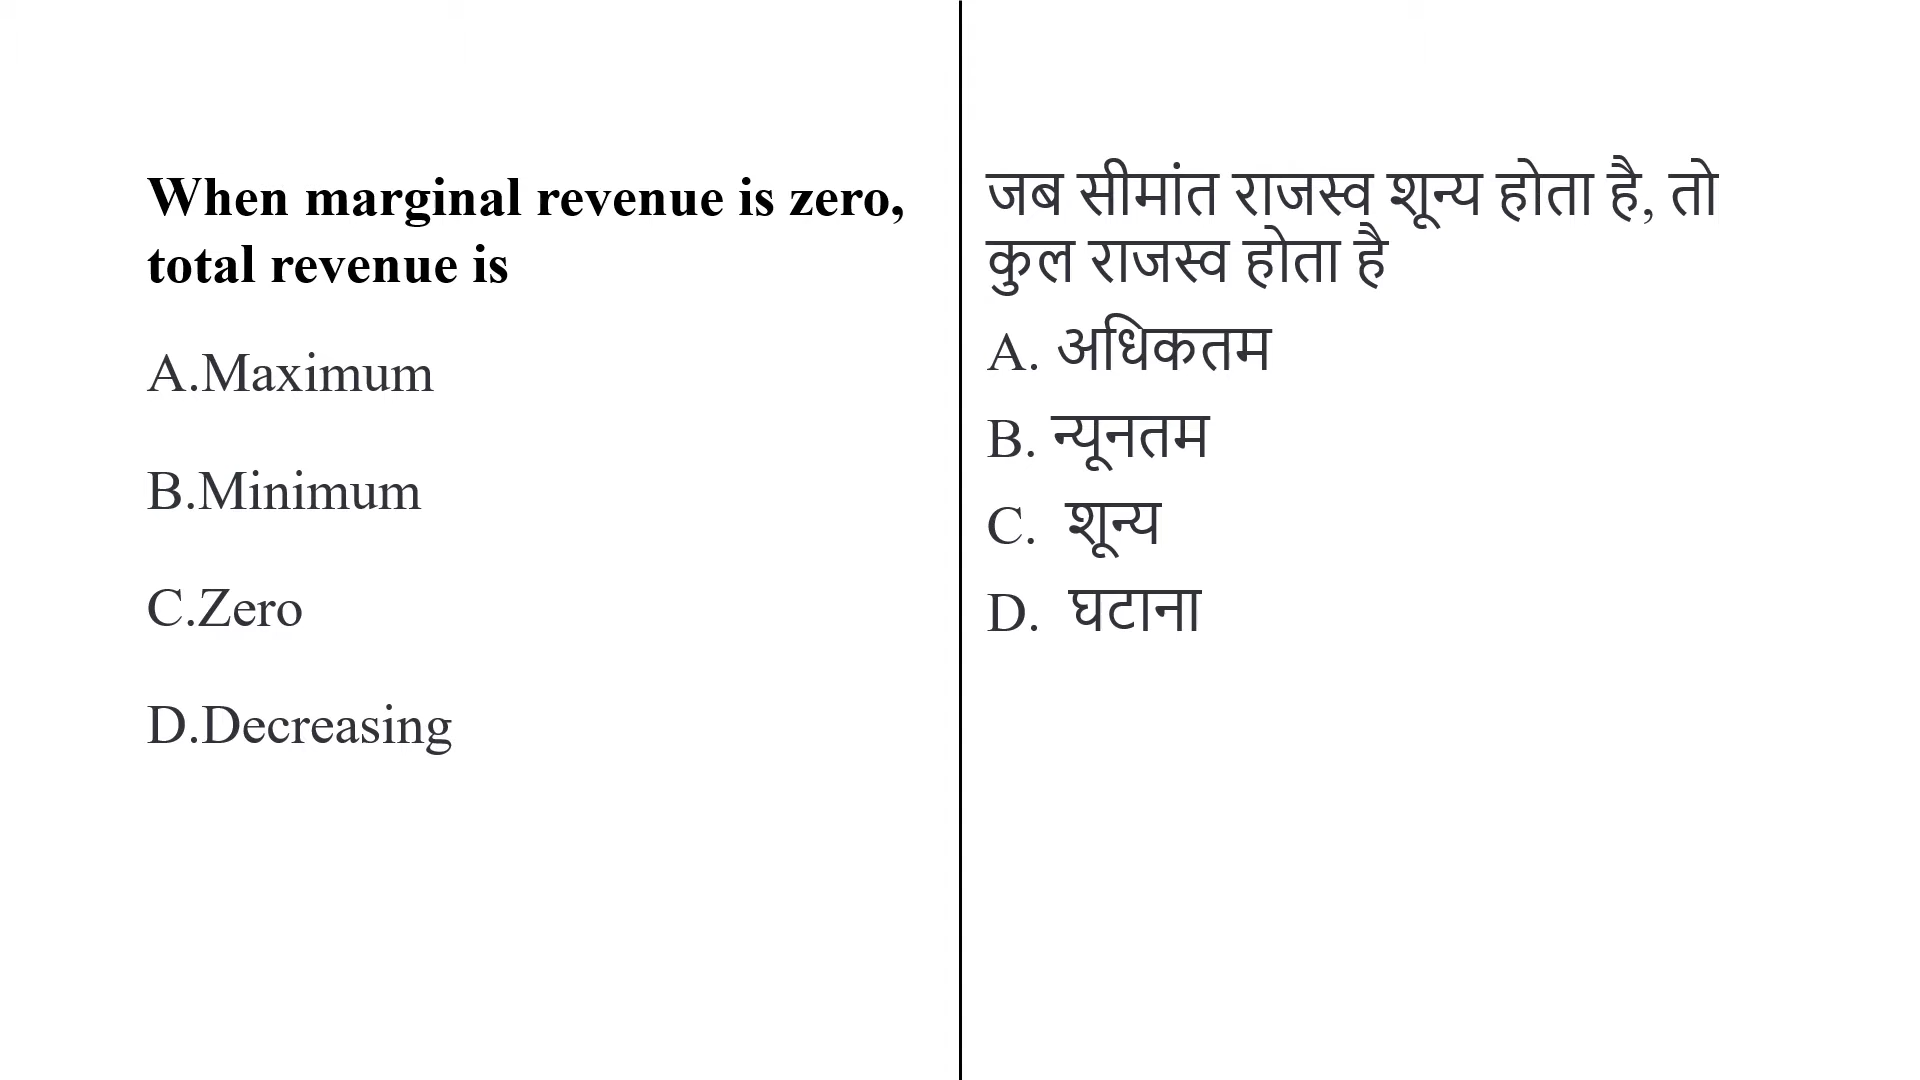 When marginal revenue is zero,
total revenue is
A.Maximum
B.Minimum
C.Zero
D.Decreasing
जब सीमांत राजस्व शून्य होता है, तो
कुल राजस्व होता है
A. अधिकतम
B. न्यूनतम
C. शून्य
D. घटाना